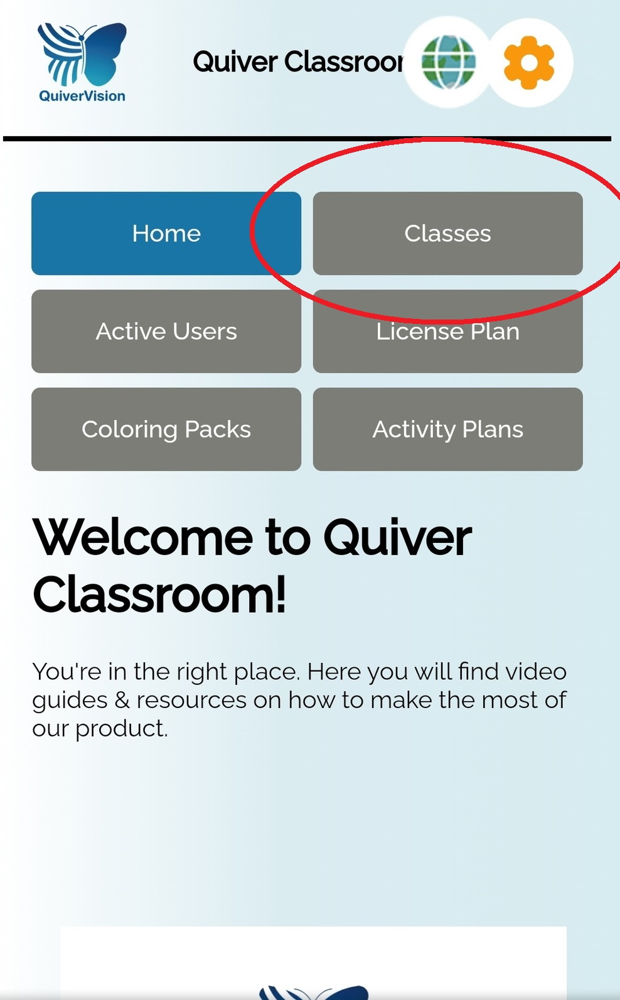 QuiverVision
Quiver Classroo
Home
Classes
Active Users
License Plan
Coloring Packs
Activity Plans
Welcome to Quiver
Classroom!
You're in the right place. Here you will find video
guides & resources on how to make the most of
our product.